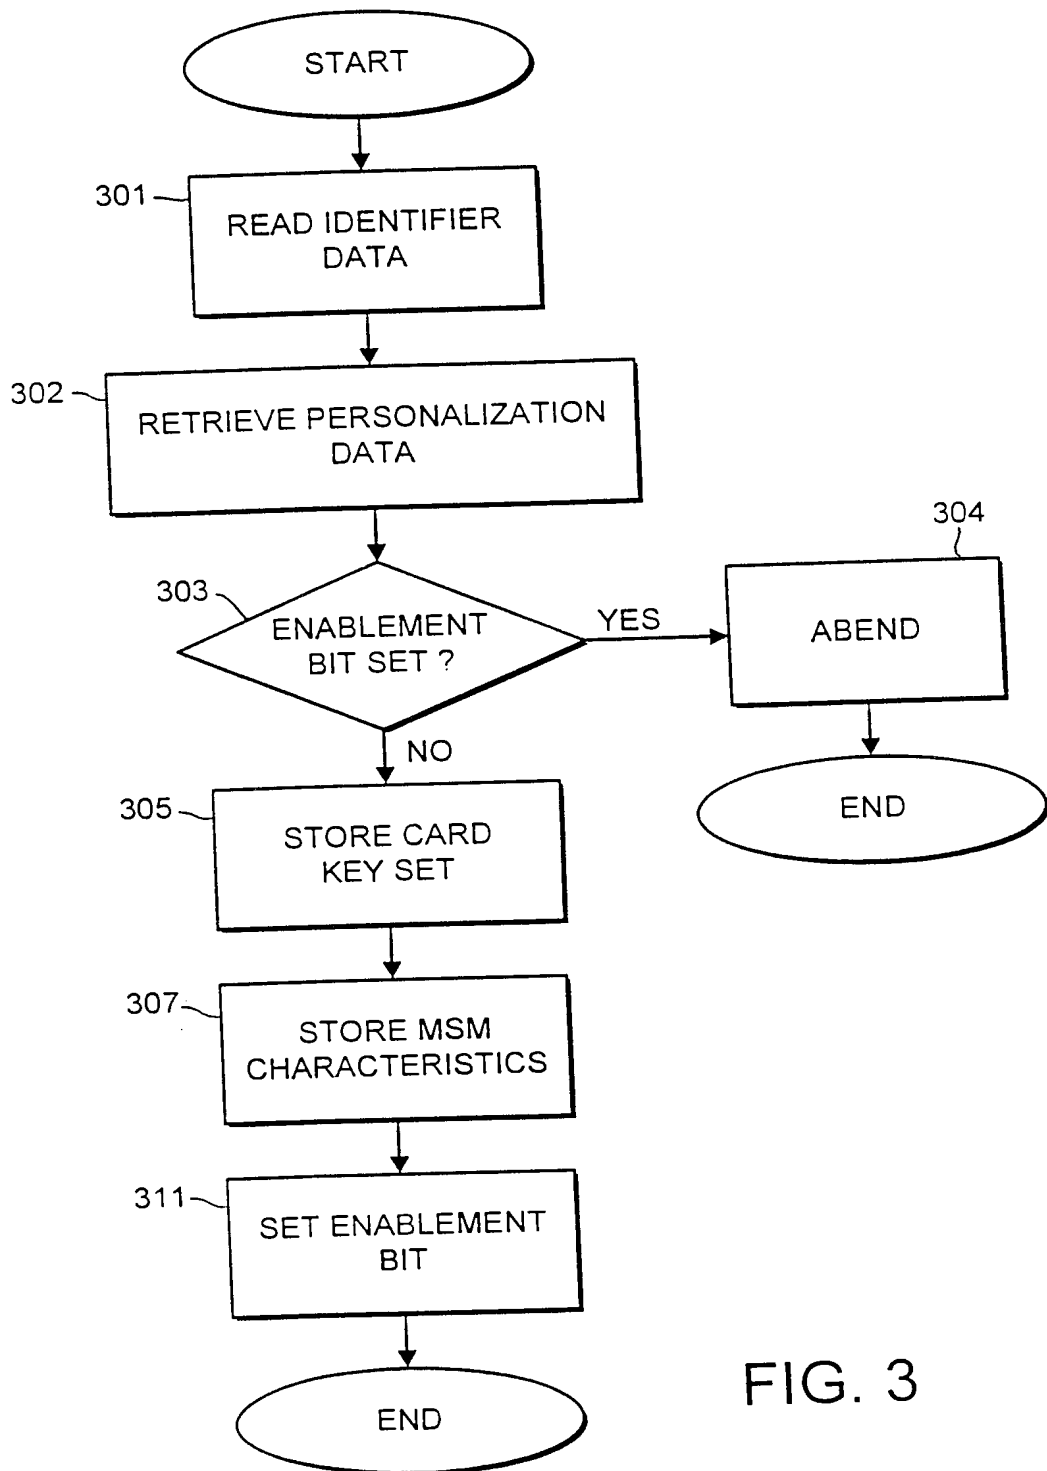 START
301
READ IDENTIFIER
DATA
302
RETRIEVE PERSONALIZATION
DATA
303
ENABLEMENT
BIT SET ?
YES
304
ABEND
END
NO
305
STORE CARD
KEY SET
307
STORE MSM
CHARACTERISTICS
311
SET ENABLEMENT
BIT
END
FIG. 3